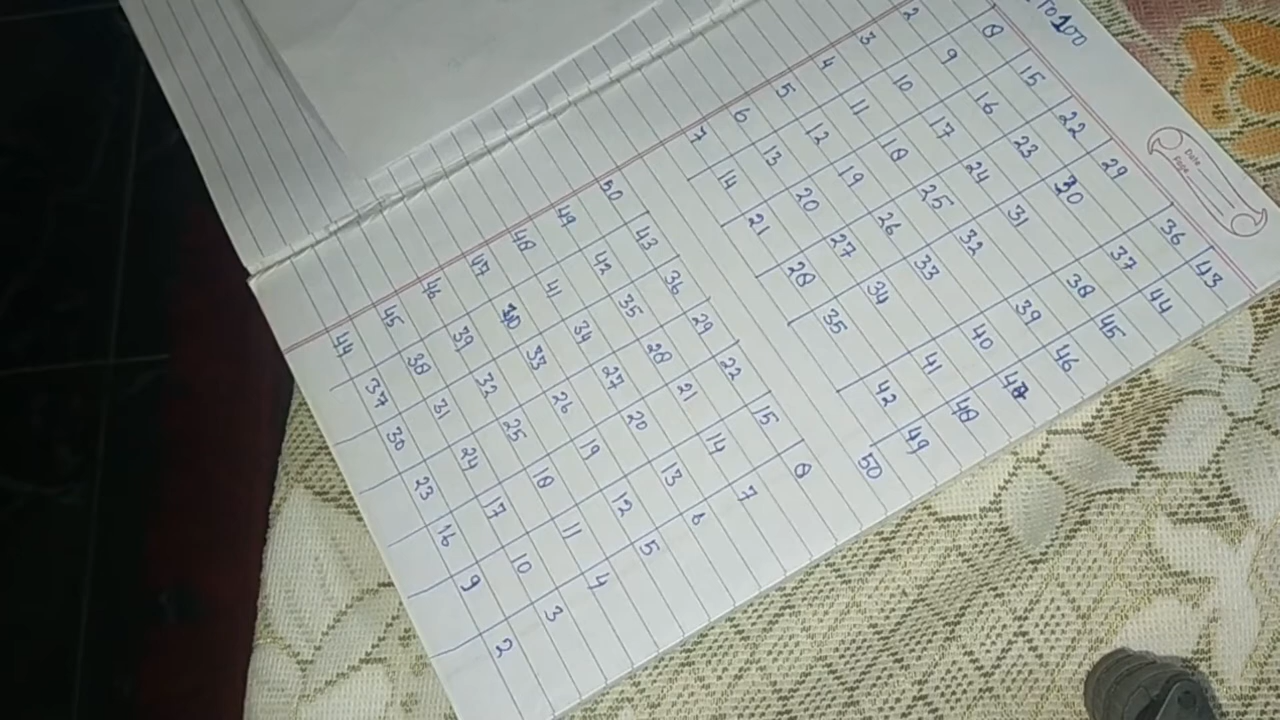 TO 100
8 15 22 29 36 43
2 9 16 23 30 37 44
3 10 17 24 31 38 45
4 11 18 25 32 39 46
5 12 19 26 33 40 47
6 13 20 27 34 41 48
7 14 21 28 35 42 49
50
50 43 36 29 22 15 8
49 42 35 28 21 14 7
48 41 34 27 20 13 6
47 40 33 26 19 12 5
46 39 32 25 18 11 4
45 38 31 24 17 10 3
44 37 30 23 16 9 2
Date
Page